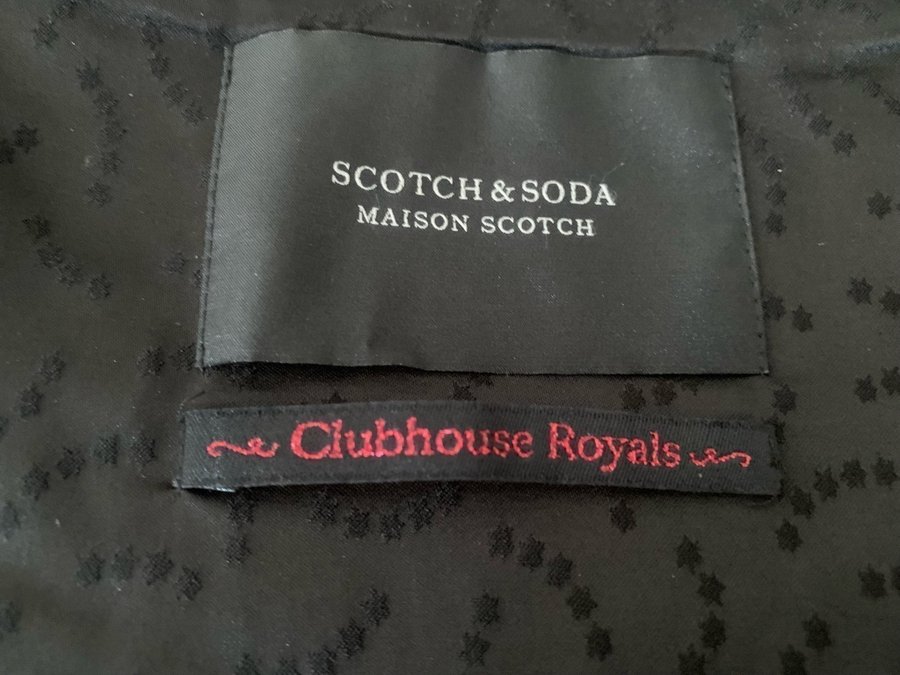 SCOTCH & SODA
MAISON SCOTCH
Clubhouse Royals